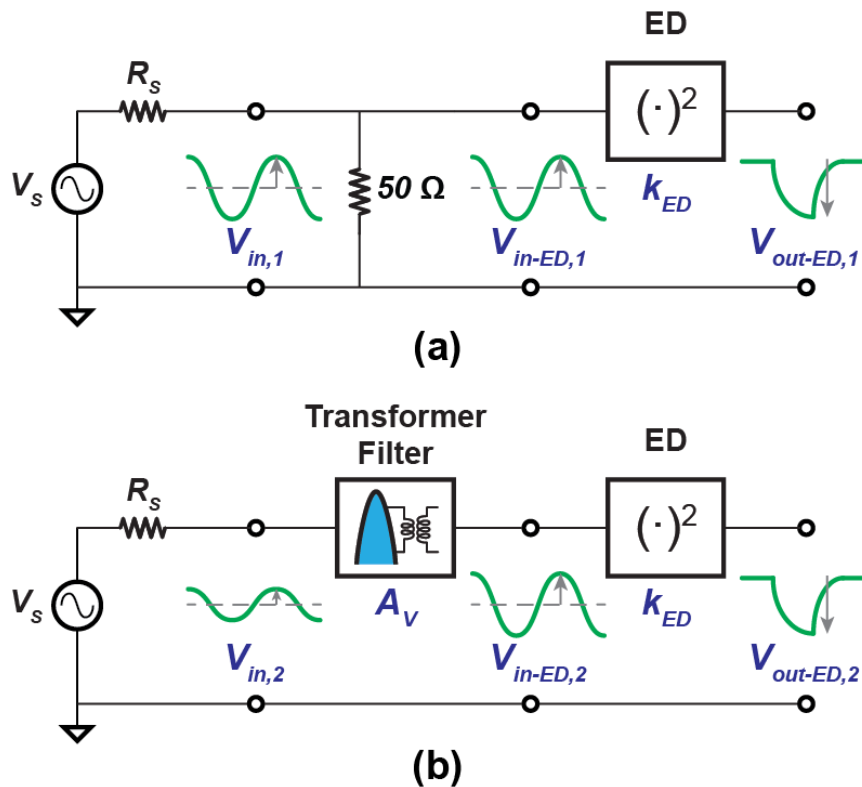 ED
R_S
(·)²
V_S
50 Ω
V_in,1
V_in-ED,1
k_ED
V_out-ED,1
(a)
Transformer
Filter
ED
R_S
(·)²
V_S
A_V
k_ED
V_in,2
V_in-ED,2
V_out-ED,2
(b)